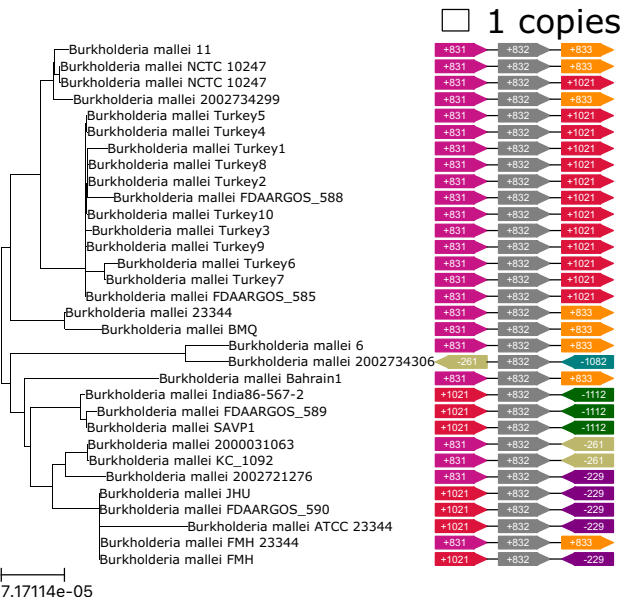 1 copies
Burkholderia mallei 11 +831 +832 +833
Burkholderia mallei NCTC 10247 +831 +832 +833
Burkholderia mallei NCTC 10247 +831 +832 +1021
Burkholderia mallei 2002734299 +831 +832 +833
Burkholderia mallei Turkey5 +831 +832 +1021
Burkholderia mallei Turkey4 +831 +832 +1021
Burkholderia mallei Turkey1 +831 +832 +1021
Burkholderia mallei Turkey8 +831 +832 +1021
Burkholderia mallei Turkey2 +831 +832 +1021
Burkholderia mallei FDAARGOS_588 +831 +832 +1021
Burkholderia mallei Turkey10 +831 +832 +1021
Burkholderia mallei Turkey3 +831 +832 +1021
Burkholderia mallei Turkey9 +831 +832 +1021
Burkholderia mallei Turkey6 +831 +832 +1021
Burkholderia mallei Turkey7 +831 +832 +1021
Burkholderia mallei FDAARGOS_585 +831 +832 +1021
Burkholderia mallei 23344 +831 +832 +833
Burkholderia mallei BMQ +831 +832 +833
Burkholderia mallei 6 +831 +832 +833
Burkholderia mallei 2002734306 -261 +832 -1082
Burkholderia mallei Bahrain1 +831 +832 +833
Burkholderia mallei India86-567-2 +1021 +832 -1112
Burkholderia mallei FDAARGOS_589 +1021 +832 -1112
Burkholderia mallei SAVP1 +1021 +832 -1112
Burkholderia mallei 2000031063 +831 +832 -261
Burkholderia mallei KC_1092 +831 +832 -261
Burkholderia mallei 2002721276 +831 +832 -229
Burkholderia mallei JHU +1021 +832 -229
Burkholderia mallei FDAARGOS_590 +1021 +832 -229
Burkholderia mallei ATCC 23344 +1021 +832 -229
Burkholderia mallei FMH 23344 +831 +832 +833
Burkholderia mallei FMH +1021 +832 -229
7.17114e-05